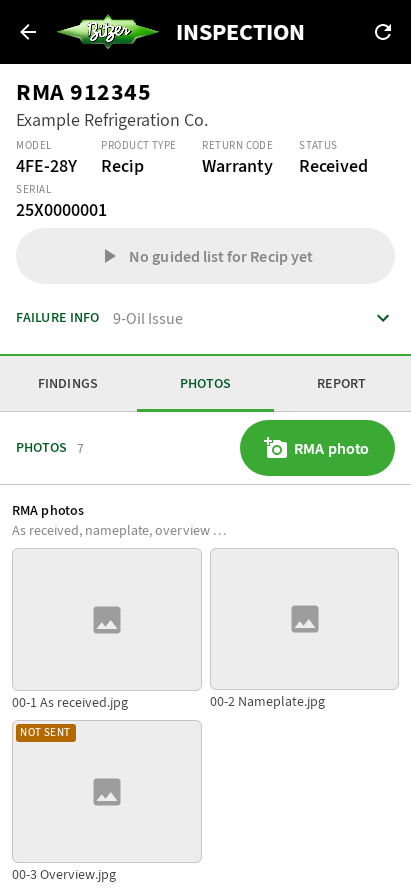 Bitzer
INSPECTION
RMA 912345
Example Refrigeration Co.
MODEL PRODUCT TYPE RETURN CODE STATUS
4FE-28Y Recip Warranty Received
SERIAL
25X0000001
No guided list for Recip yet
FAILURE INFO 9-Oil Issue
FINDINGS PHOTOS REPORT
PHOTOS 7 RMA photo
RMA photos
As received, nameplate, overview …
00-1 As received.jpg 00-2 Nameplate.jpg
NOT SENT
00-3 Overview.jpg